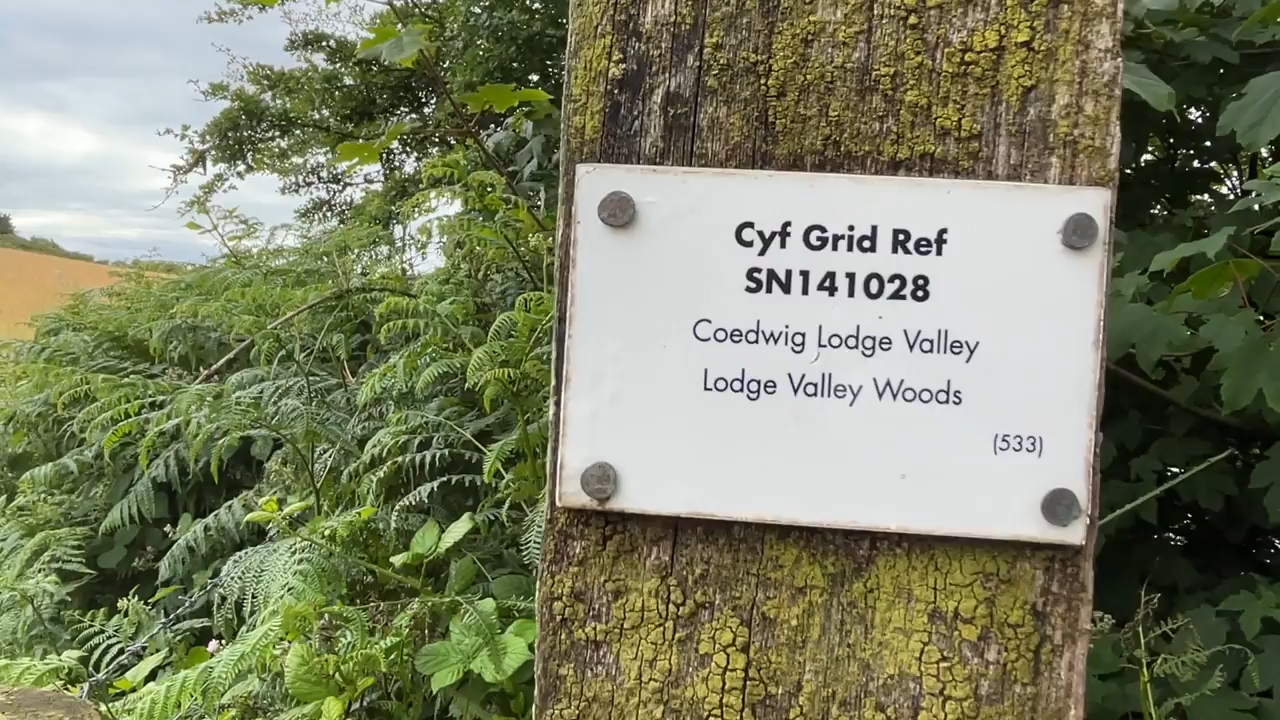 Cyf Grid Ref
SN141028
Coedwig Lodge Valley
Lodge Valley Woods
(533)